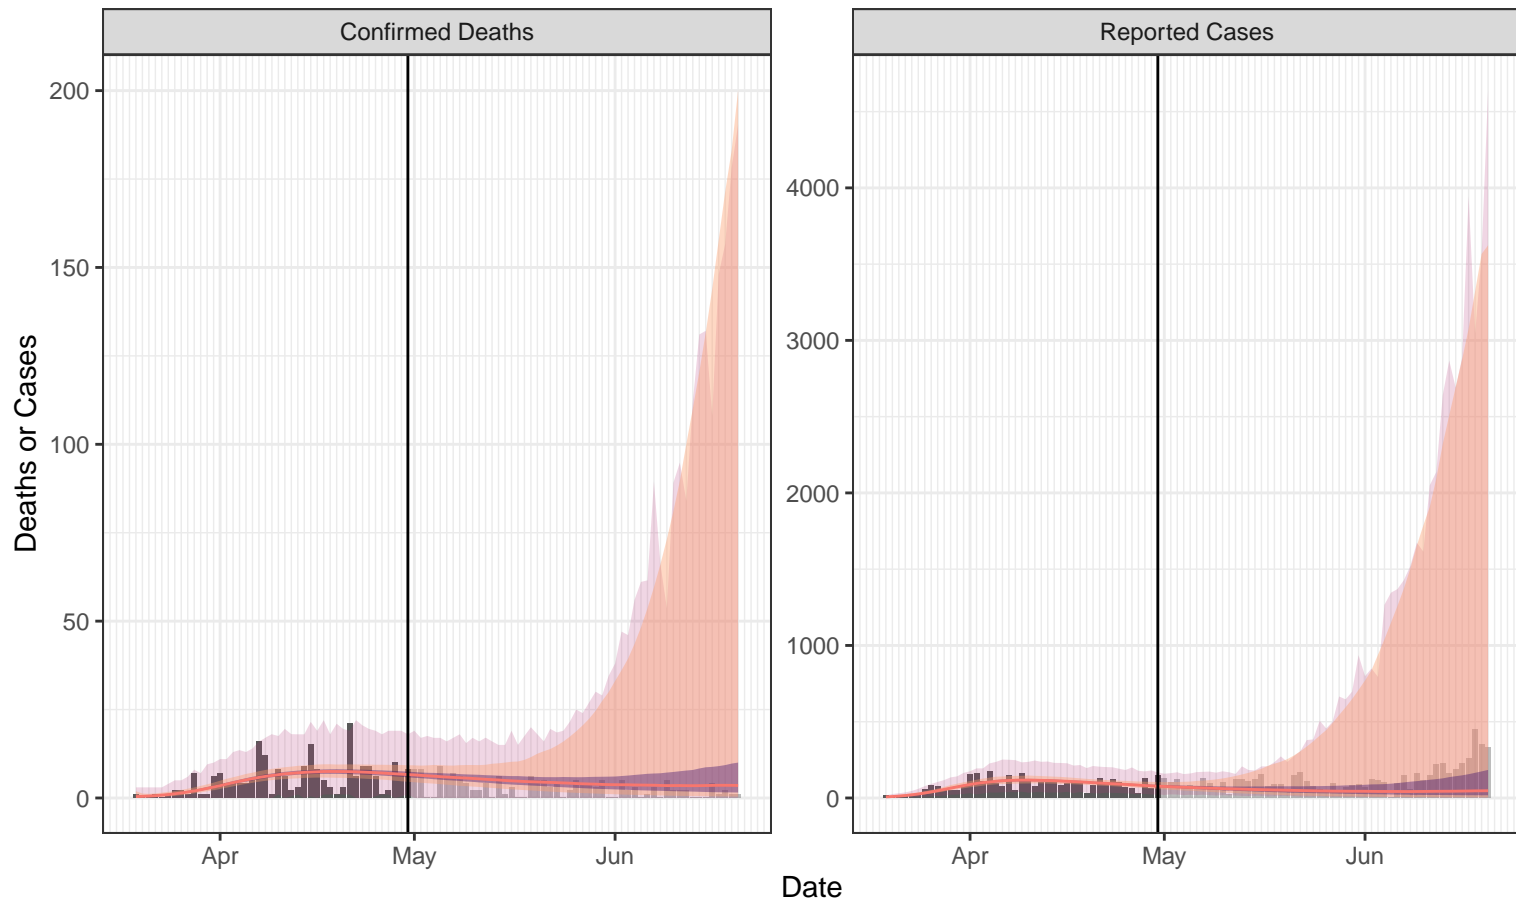 Confirmed Deaths
Reported Cases
Deaths or Cases
200
150
100
50
0
4000
3000
2000
1000
0
Apr
May
Jun
Apr
May
Jun
Date